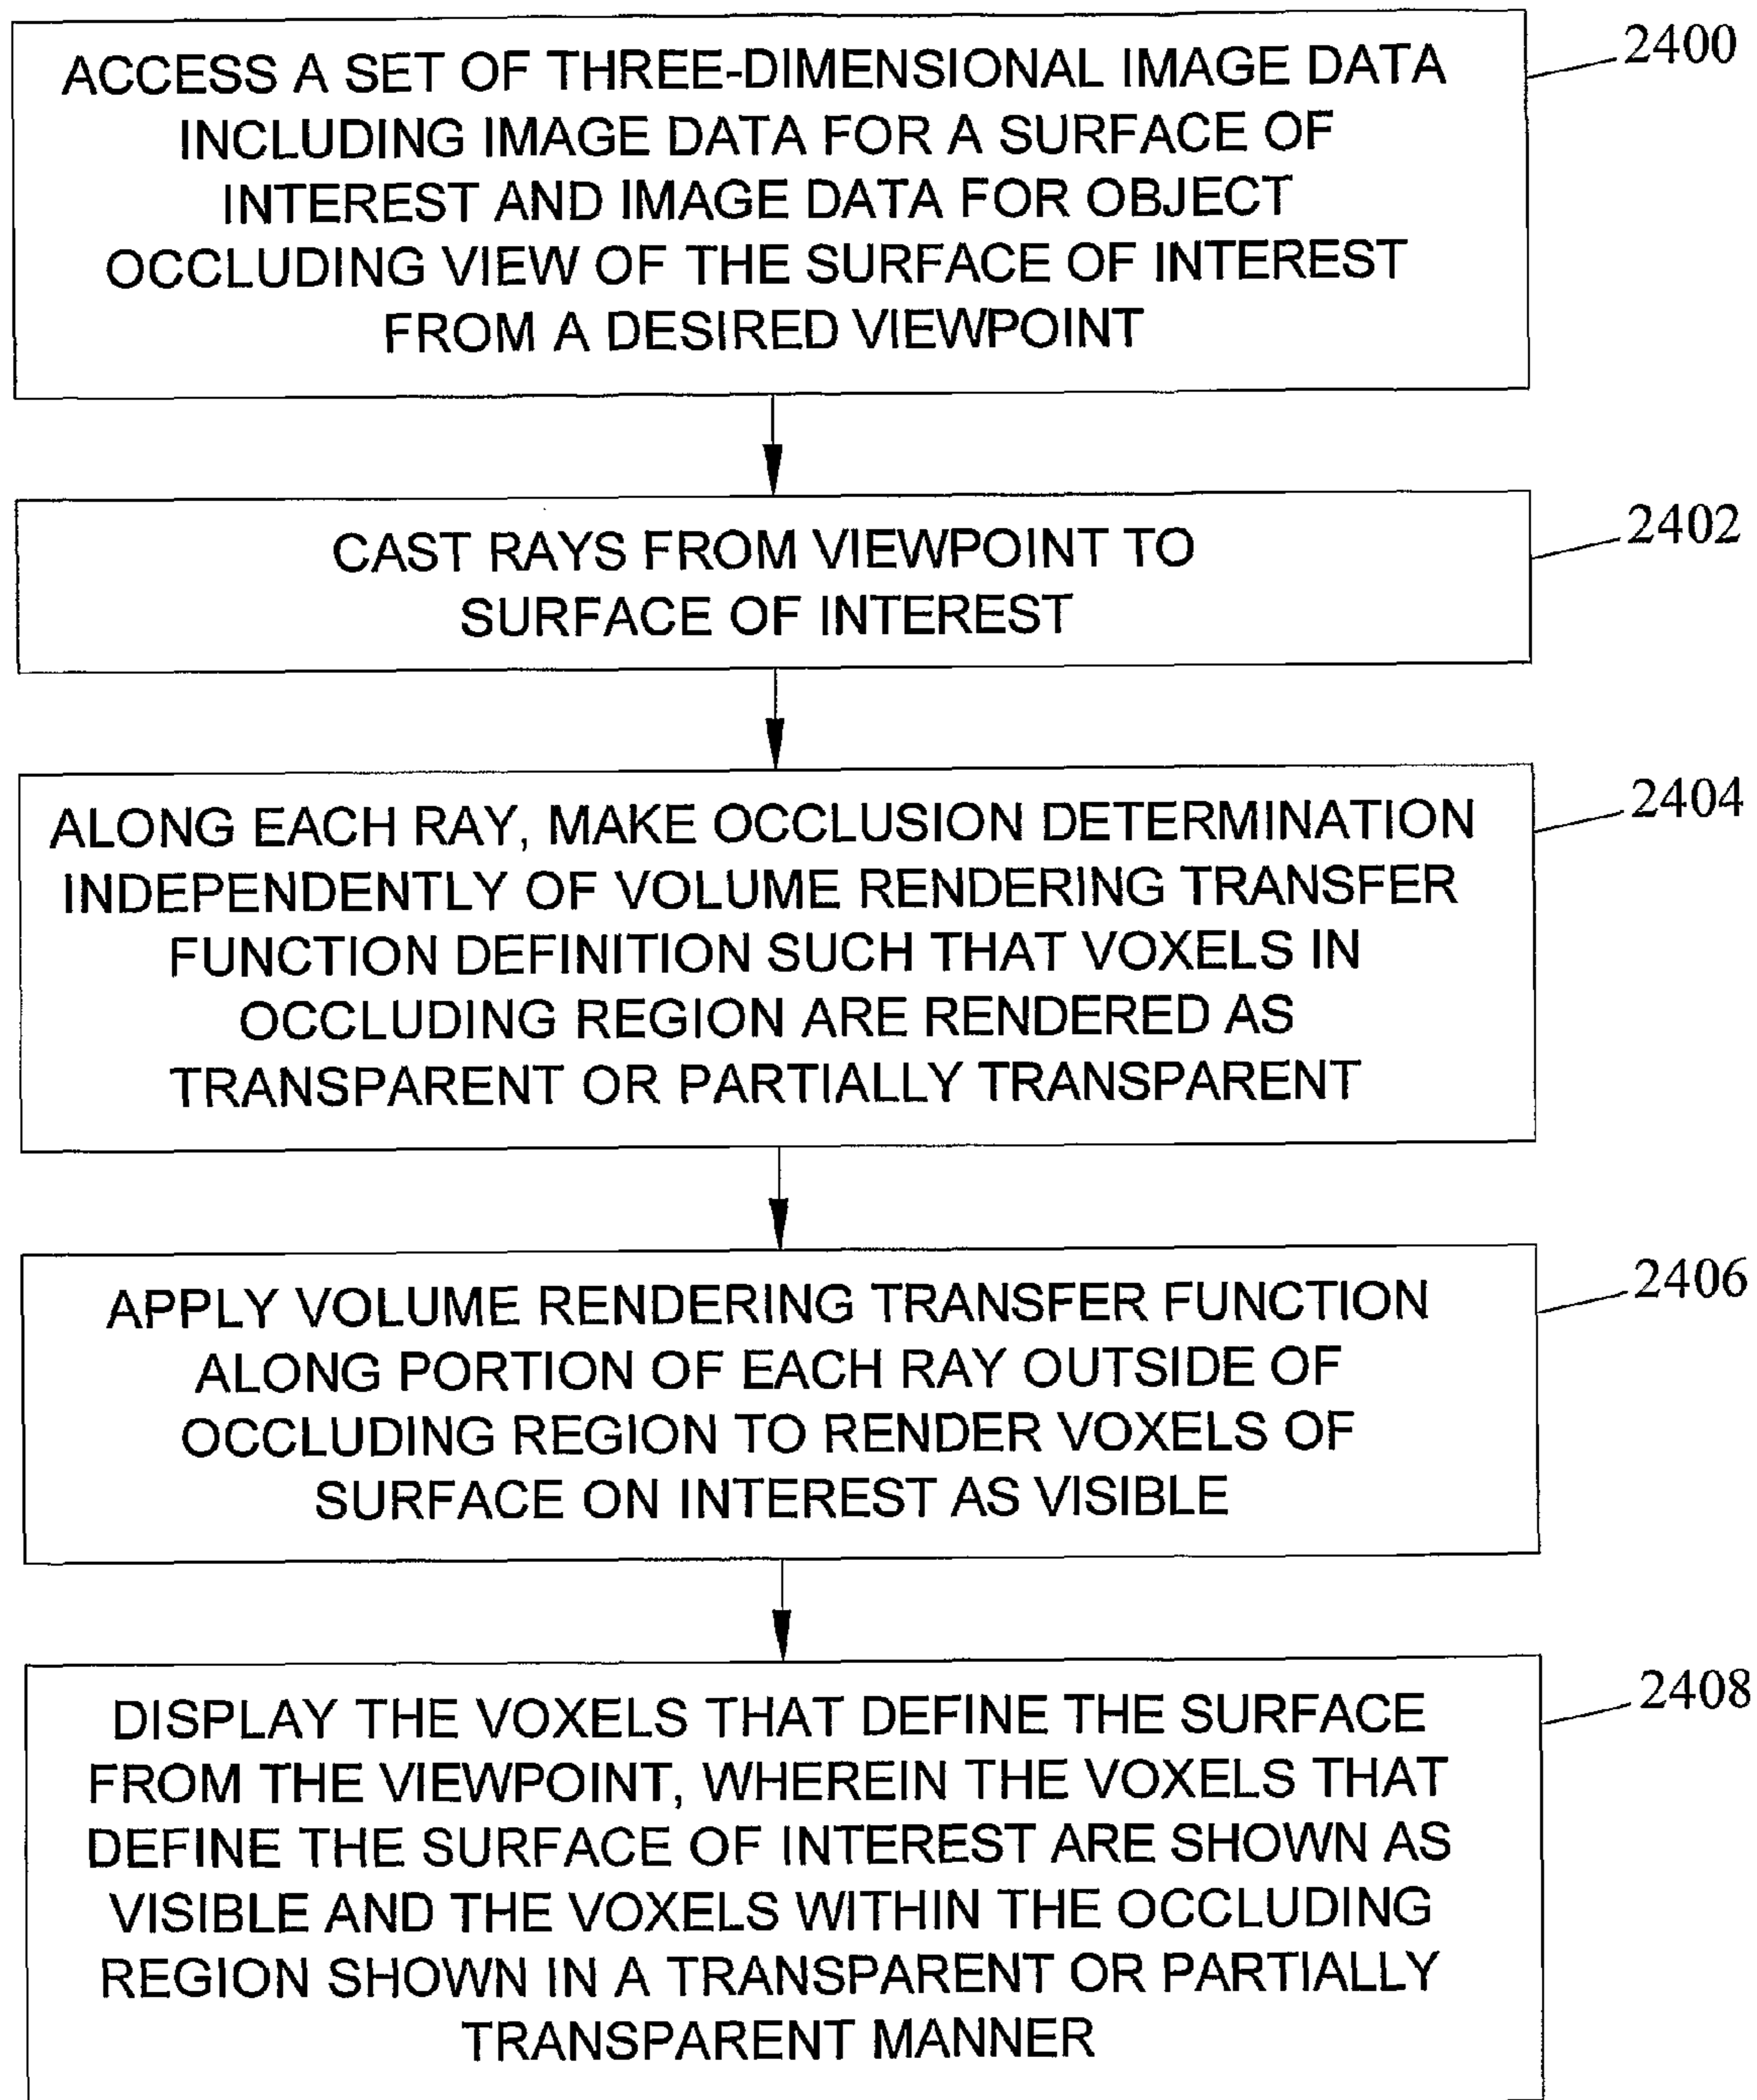 ACCESS A SET OF THREE-DIMENSIONAL IMAGE DATA
INCLUDING IMAGE DATA FOR A SURFACE OF
INTEREST AND IMAGE DATA FOR OBJECT
OCCLUDING VIEW OF THE SURFACE OF INTEREST
FROM A DESIRED VIEWPOINT
2400
CAST RAYS FROM VIEWPOINT TO
SURFACE OF INTEREST
2402
ALONG EACH RAY, MAKE OCCLUSION DETERMINATION
INDEPENDENTLY OF VOLUME RENDERING TRANSFER
FUNCTION DEFINITION SUCH THAT VOXELS IN
OCCLUDING REGION ARE RENDERED AS
TRANSPARENT OR PARTIALLY TRANSPARENT
2404
APPLY VOLUME RENDERING TRANSFER FUNCTION
ALONG PORTION OF EACH RAY OUTSIDE OF
OCCLUDING REGION TO RENDER VOXELS OF
SURFACE ON INTEREST AS VISIBLE
2406
DISPLAY THE VOXELS THAT DEFINE THE SURFACE
FROM THE VIEWPOINT, WHEREIN THE VOXELS THAT
DEFINE THE SURFACE OF INTEREST ARE SHOWN AS
VISIBLE AND THE VOXELS WITHIN THE OCCLUDING
REGION SHOWN IN A TRANSPARENT OR PARTIALLY
TRANSPARENT MANNER
2408